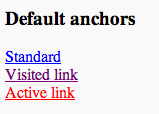 Default anchors
Standard
Visited link
Active link